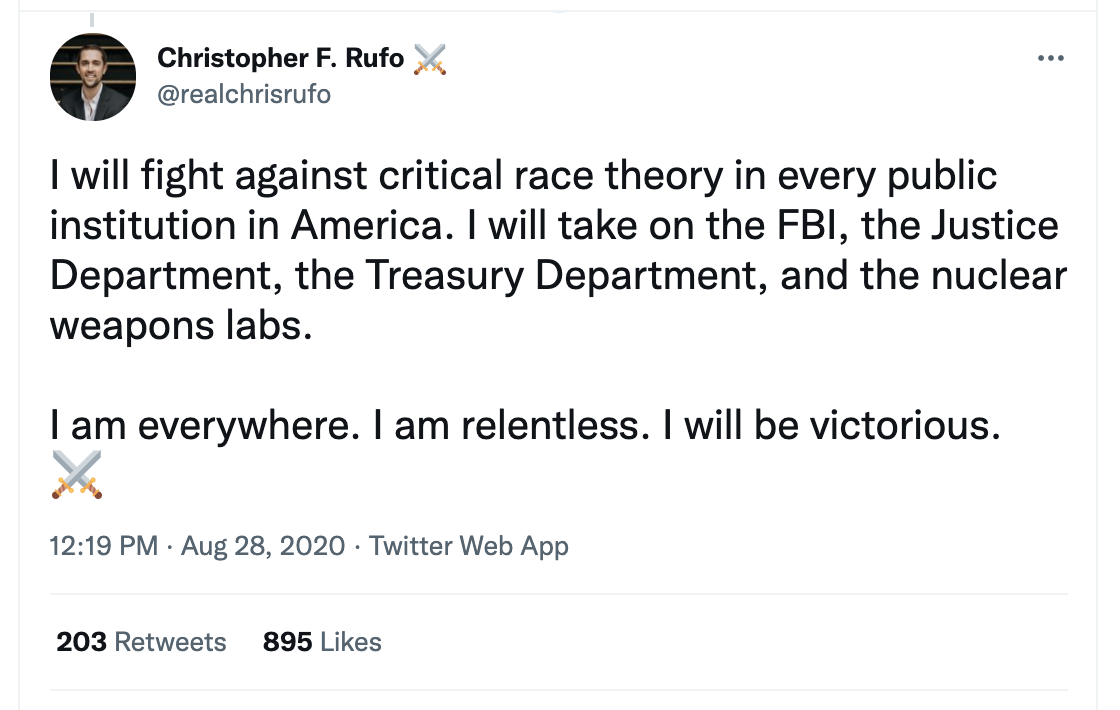 Christopher F. Rufo ⚔️
@realchrisrufo
I will fight against critical race theory in every public
institution in America. I will take on the FBI, the Justice
Department, the Treasury Department, and the nuclear
weapons labs.
I am everywhere. I am relentless. I will be victorious.
⚔️
12:19 PM · Aug 28, 2020 · Twitter Web App
203 Retweets 895 Likes